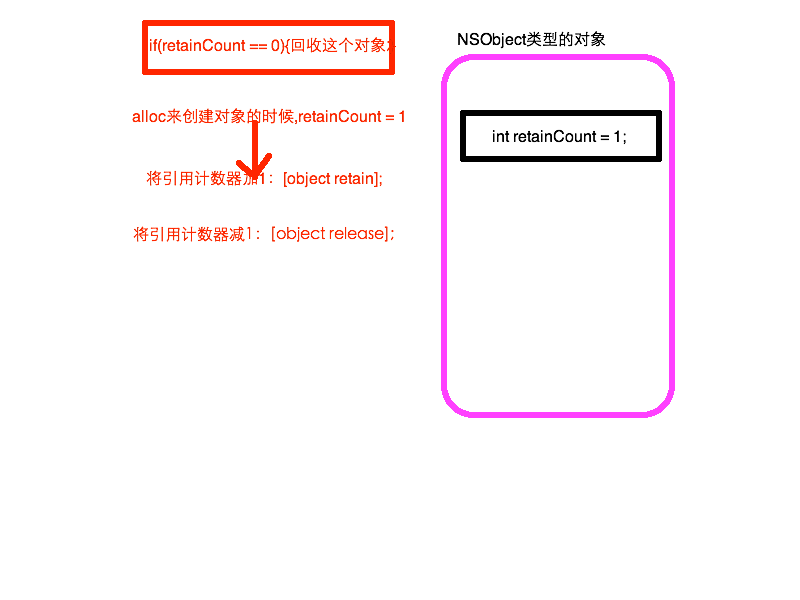 if(retainCount == 0){回收这个对象
NSObject类型的对象
alloc来创建对象的时候,retainCount = 1
int retainCount = 1;
将引用计数器加1：[object retain];
将引用计数器减1：[object release];